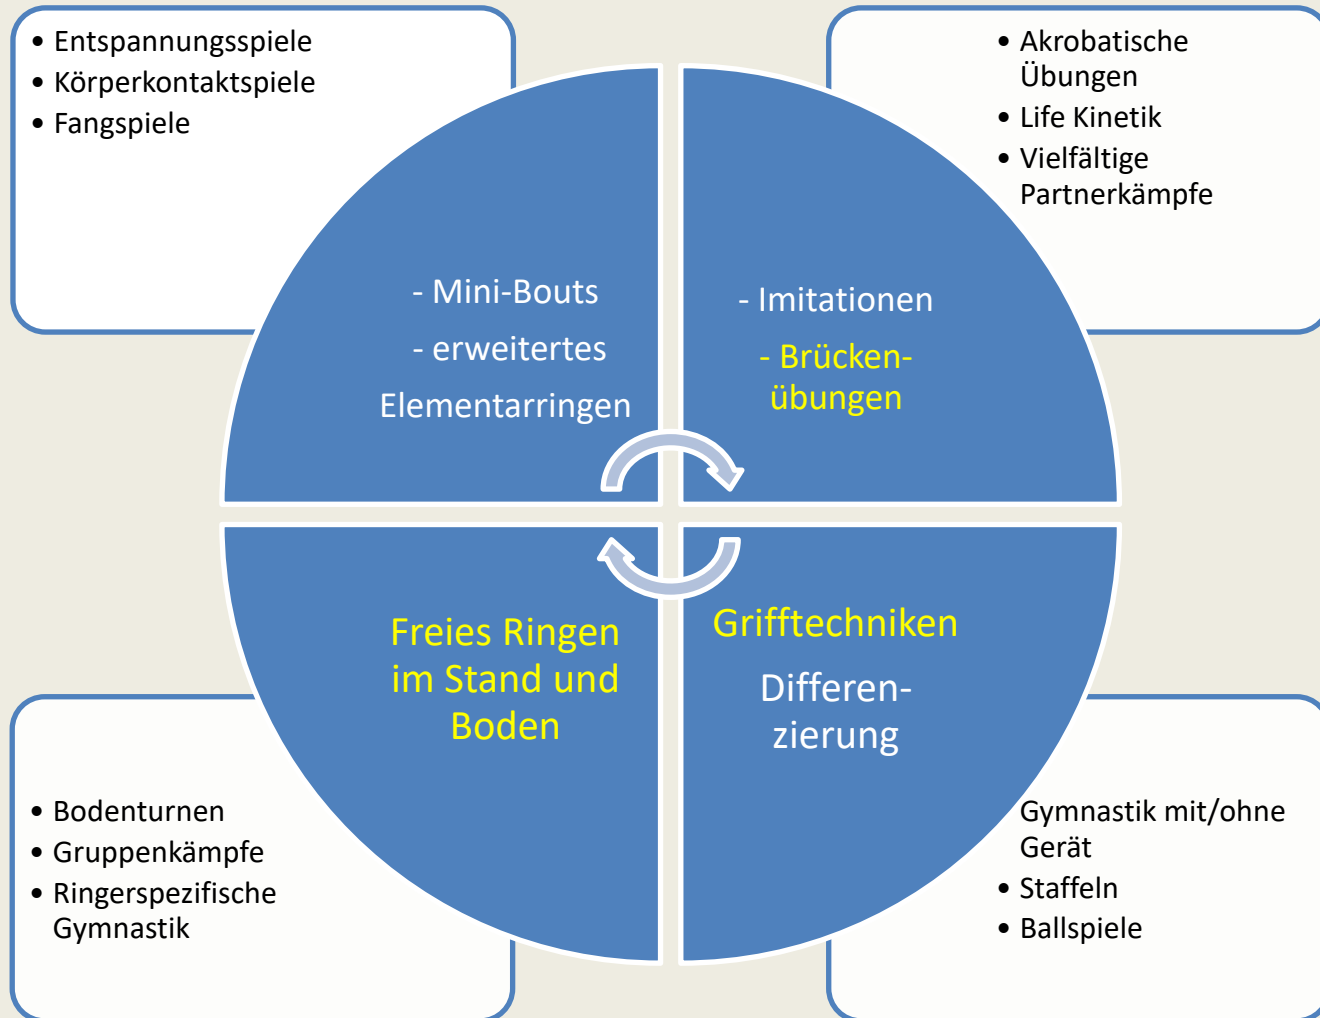 • Entspannungsspiele
• Körperkontaktspiele
• Fangspiele
• Akrobatische
Übungen
• Life Kinetik
• Vielfältige
Partnerkämpfe
- Mini-Bouts
- erweitertes
Elementarringen
- Imitationen
- Brücken-
übungen
Freies Ringen
im Stand und
Boden
Grifftechniken
Differen-
zierung
• Bodenturnen
• Gruppenkämpfe
• Ringerspezifische
Gymnastik
Gymnastik mit/ohne
Gerät
• Staffeln
• Ballspiele